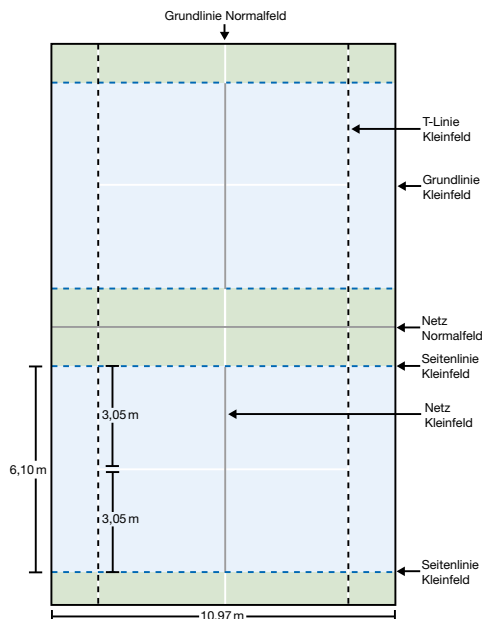 Grundlinie Normalfeld
T-Linie
Kleinfeld
Grundlinie
Kleinfeld
Netz
Normalfeld
Seitenlinie
Kleinfeld
3,05 m
Netz
Kleinfeld
6,10 m
3,05 m
Seitenlinie
Kleinfeld
10,97 m